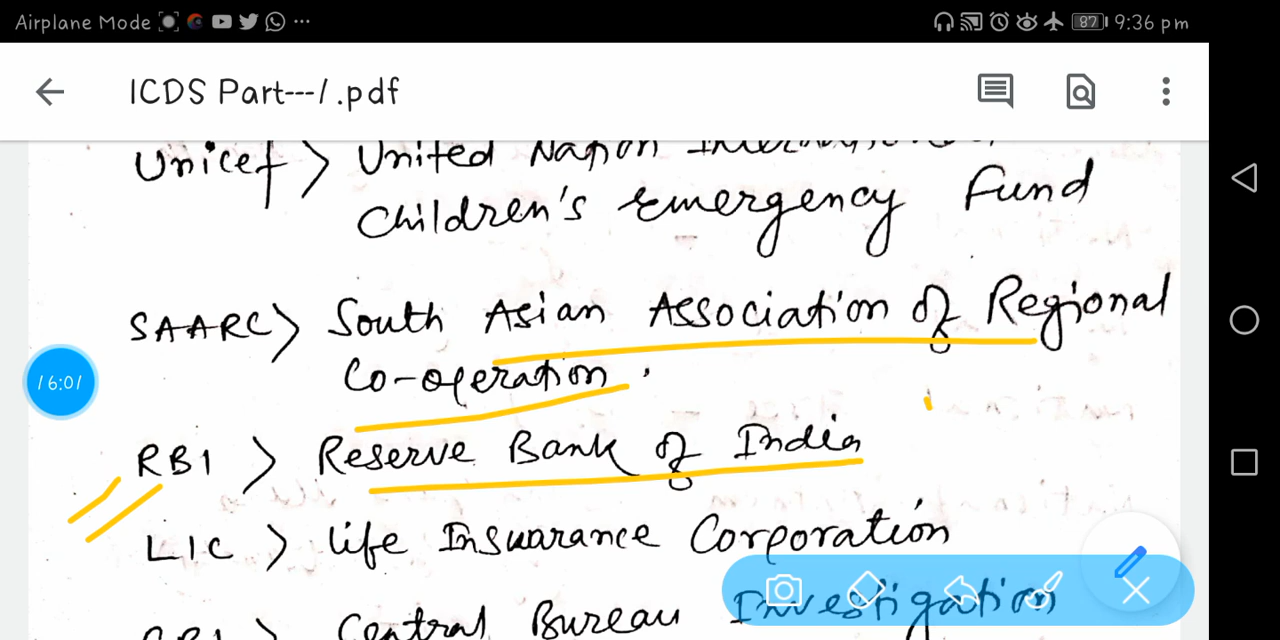 Airplane Mode ... 87 9:36 pm
ICDS Part---1 .pdf
Unicef > United Nation International
Children's Emergency Fund
SAARC > South Asian Association of Regional
Co-operation.
16:01
RBI > Reserve Bank of India
LIC > Life Insuarance Corporation
CBI > Central Bureau Investigation